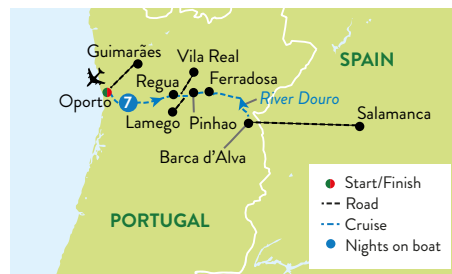 Guimarães
Vila Real
SPAIN
Regua
Ferradosa
Oporto
7
River Douro
Lamego
Pinhao
Salamanca
Barca d'Alva
PORTUGAL
Start/Finish
Road
Cruise
Nights on boat